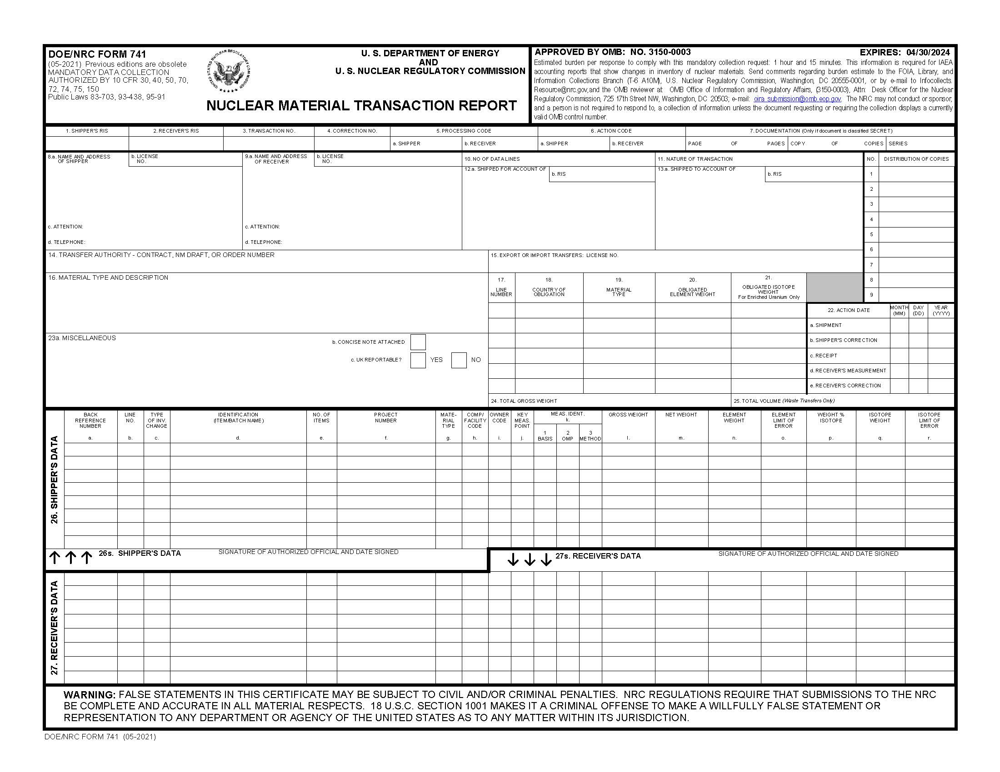 DOE/NRC FORM 741
(05-2021) Previous editions are obsolete
MANDATORY DATA COLLECTION
AUTHORIZED BY 10 CFR 30, 40, 50, 70,
72, 74, 75, 150
Public Laws 83-703, 93-438, 95-91
UNITED STATES NUCLEAR REGULATORY COMMISSION
U. S. DEPARTMENT OF ENERGY
AND
U. S. NUCLEAR REGULATORY COMMISSION
NUCLEAR MATERIAL TRANSACTION REPORT
APPROVED BY OMB: NO. 3150-0003 EXPIRES: 04/30/2024
Estimated burden per response to comply with this mandatory collection request: 1 hour and 15 minutes. This information is required for IAEA
accounting reports that show changes in inventory of nuclear materials. Send comments regarding burden estimate to the FOIA, Library, and
Information Collections Branch (T-6 A10M), U.S. Nuclear Regulatory Commission, Washington, DC 20555-0001, or by e-mail to Infocollects.
Resource@nrc.gov,and the OMB reviewer at: OMB Office of Information and Regulatory Affairs, (3150-0003), Attn: Desk Officer for the Nuclear
Regulatory Commission, 725 17th Street NW, Washington, DC 20503; e-mail: oira_submission@omb.eop.gov. The NRC may not conduct or sponsor,
and a person is not required to respond to, a collection of information unless the document requesting or requiring the collection displays a currently
valid OMB control number.
1. SHIPPER'S RIS 2. RECEIVER'S RIS 3. TRANSACTION NO. 4. CORRECTION NO. 5. PROCESSING CODE 6. ACTION CODE 7. DOCUMENTATION (Only if document is classified SECRET)
a. SHIPPER b. RECEIVER a. SHIPPER b. RECEIVER PAGE OF PAGES COPY OF COPIES SERIES
8.a. NAME AND ADDRESS
OF SHIPPER
b. LICENSE
NO.
9.a. NAME AND ADDRESS
OF RECEIVER
b. LICENSE
NO.
10. NO OF DATA LINES
11. NATURE OF TRANSACTION
NO. DISTRIBUTION OF COPIES
12.a. SHIPPED FOR ACCOUNT OF
b. RIS
13.a. SHIPPED TO ACCOUNT OF
b. RIS
1
2
3
4
5
6
7
8
9
c. ATTENTION:
d. TELEPHONE:
c. ATTENTION:
d. TELEPHONE:
14. TRANSFER AUTHORITY - CONTRACT, NM DRAFT, OR ORDER NUMBER
15. EXPORT OR IMPORT TRANSFERS: LICENSE NO.
16. MATERIAL TYPE AND DESCRIPTION
17.
LINE
NUMBER
18.
COUNTRY OF
OBLIGATION
19.
MATERIAL
TYPE
20.
OBLIGATED
ELEMENT WEIGHT
21.
OBLIGATED ISOTOPE
WEIGHT
For Enriched Uranium Only
22. ACTION DATE
MONTH
(MM)
DAY
(DD)
YEAR
(YYYY)
a. SHIPMENT
b. SHIPPER'S CORRECTION
c. RECEIPT
d. RECEIVER'S MEASUREMENT
e. RECEIVER'S CORRECTION
23a. MISCELLANEOUS
b. CONCISE NOTE ATTACHED
c. UK REPORTABLE? YES NO
24. TOTAL GROSS WEIGHT
25. TOTAL VOLUME (Waste Transfers Only)
26. SHIPPER'S DATA
BACK
REFERENCE
NUMBER
a.
LINE
NO.
b.
TYPE
OF INV.
CHANGE
c.
IDENTIFICATION
(ITEM/BATCH NAME)
d.
NO. OF
ITEMS
e.
PROJECT
NUMBER
f.
MATE-
RIAL
TYPE
g.
COMP/
FACILITY
CODE
h.
OWNER
CODE
i.
KEY
MEAS.
POINT
j.
MEAS. IDENT.
k.
1
BASIS
2
OMP
3
METHOD
GROSS WEIGHT
l.
NET WEIGHT
m.
ELEMENT
WEIGHT
n.
ELEMENT
LIMIT OF
ERROR
o.
WEIGHT %
ISOTOPE
p.
ISOTOPE
WEIGHT
q.
ISOTOPE
LIMIT OF
ERROR
r.
↑ ↑ ↑ 26s. SHIPPER'S DATA SIGNATURE OF AUTHORIZED OFFICIAL AND DATE SIGNED
↓ ↓ ↓ 27s. RECEIVER'S DATA SIGNATURE OF AUTHORIZED OFFICIAL AND DATE SIGNED
27. RECEIVER'S DATA
WARNING: FALSE STATEMENTS IN THIS CERTIFICATE MAY BE SUBJECT TO CIVIL AND/OR CRIMINAL PENALTIES. NRC REGULATIONS REQUIRE THAT SUBMISSIONS TO THE NRC
BE COMPLETE AND ACCURATE IN ALL MATERIAL RESPECTS. 18 U.S.C. SECTION 1001 MAKES IT A CRIMINAL OFFENSE TO MAKE A WILLFULLY FALSE STATEMENT OR
REPRESENTATION TO ANY DEPARTMENT OR AGENCY OF THE UNITED STATES AS TO ANY MATTER WITHIN ITS JURISDICTION.
DOE/NRC FORM 741 (05-2021)